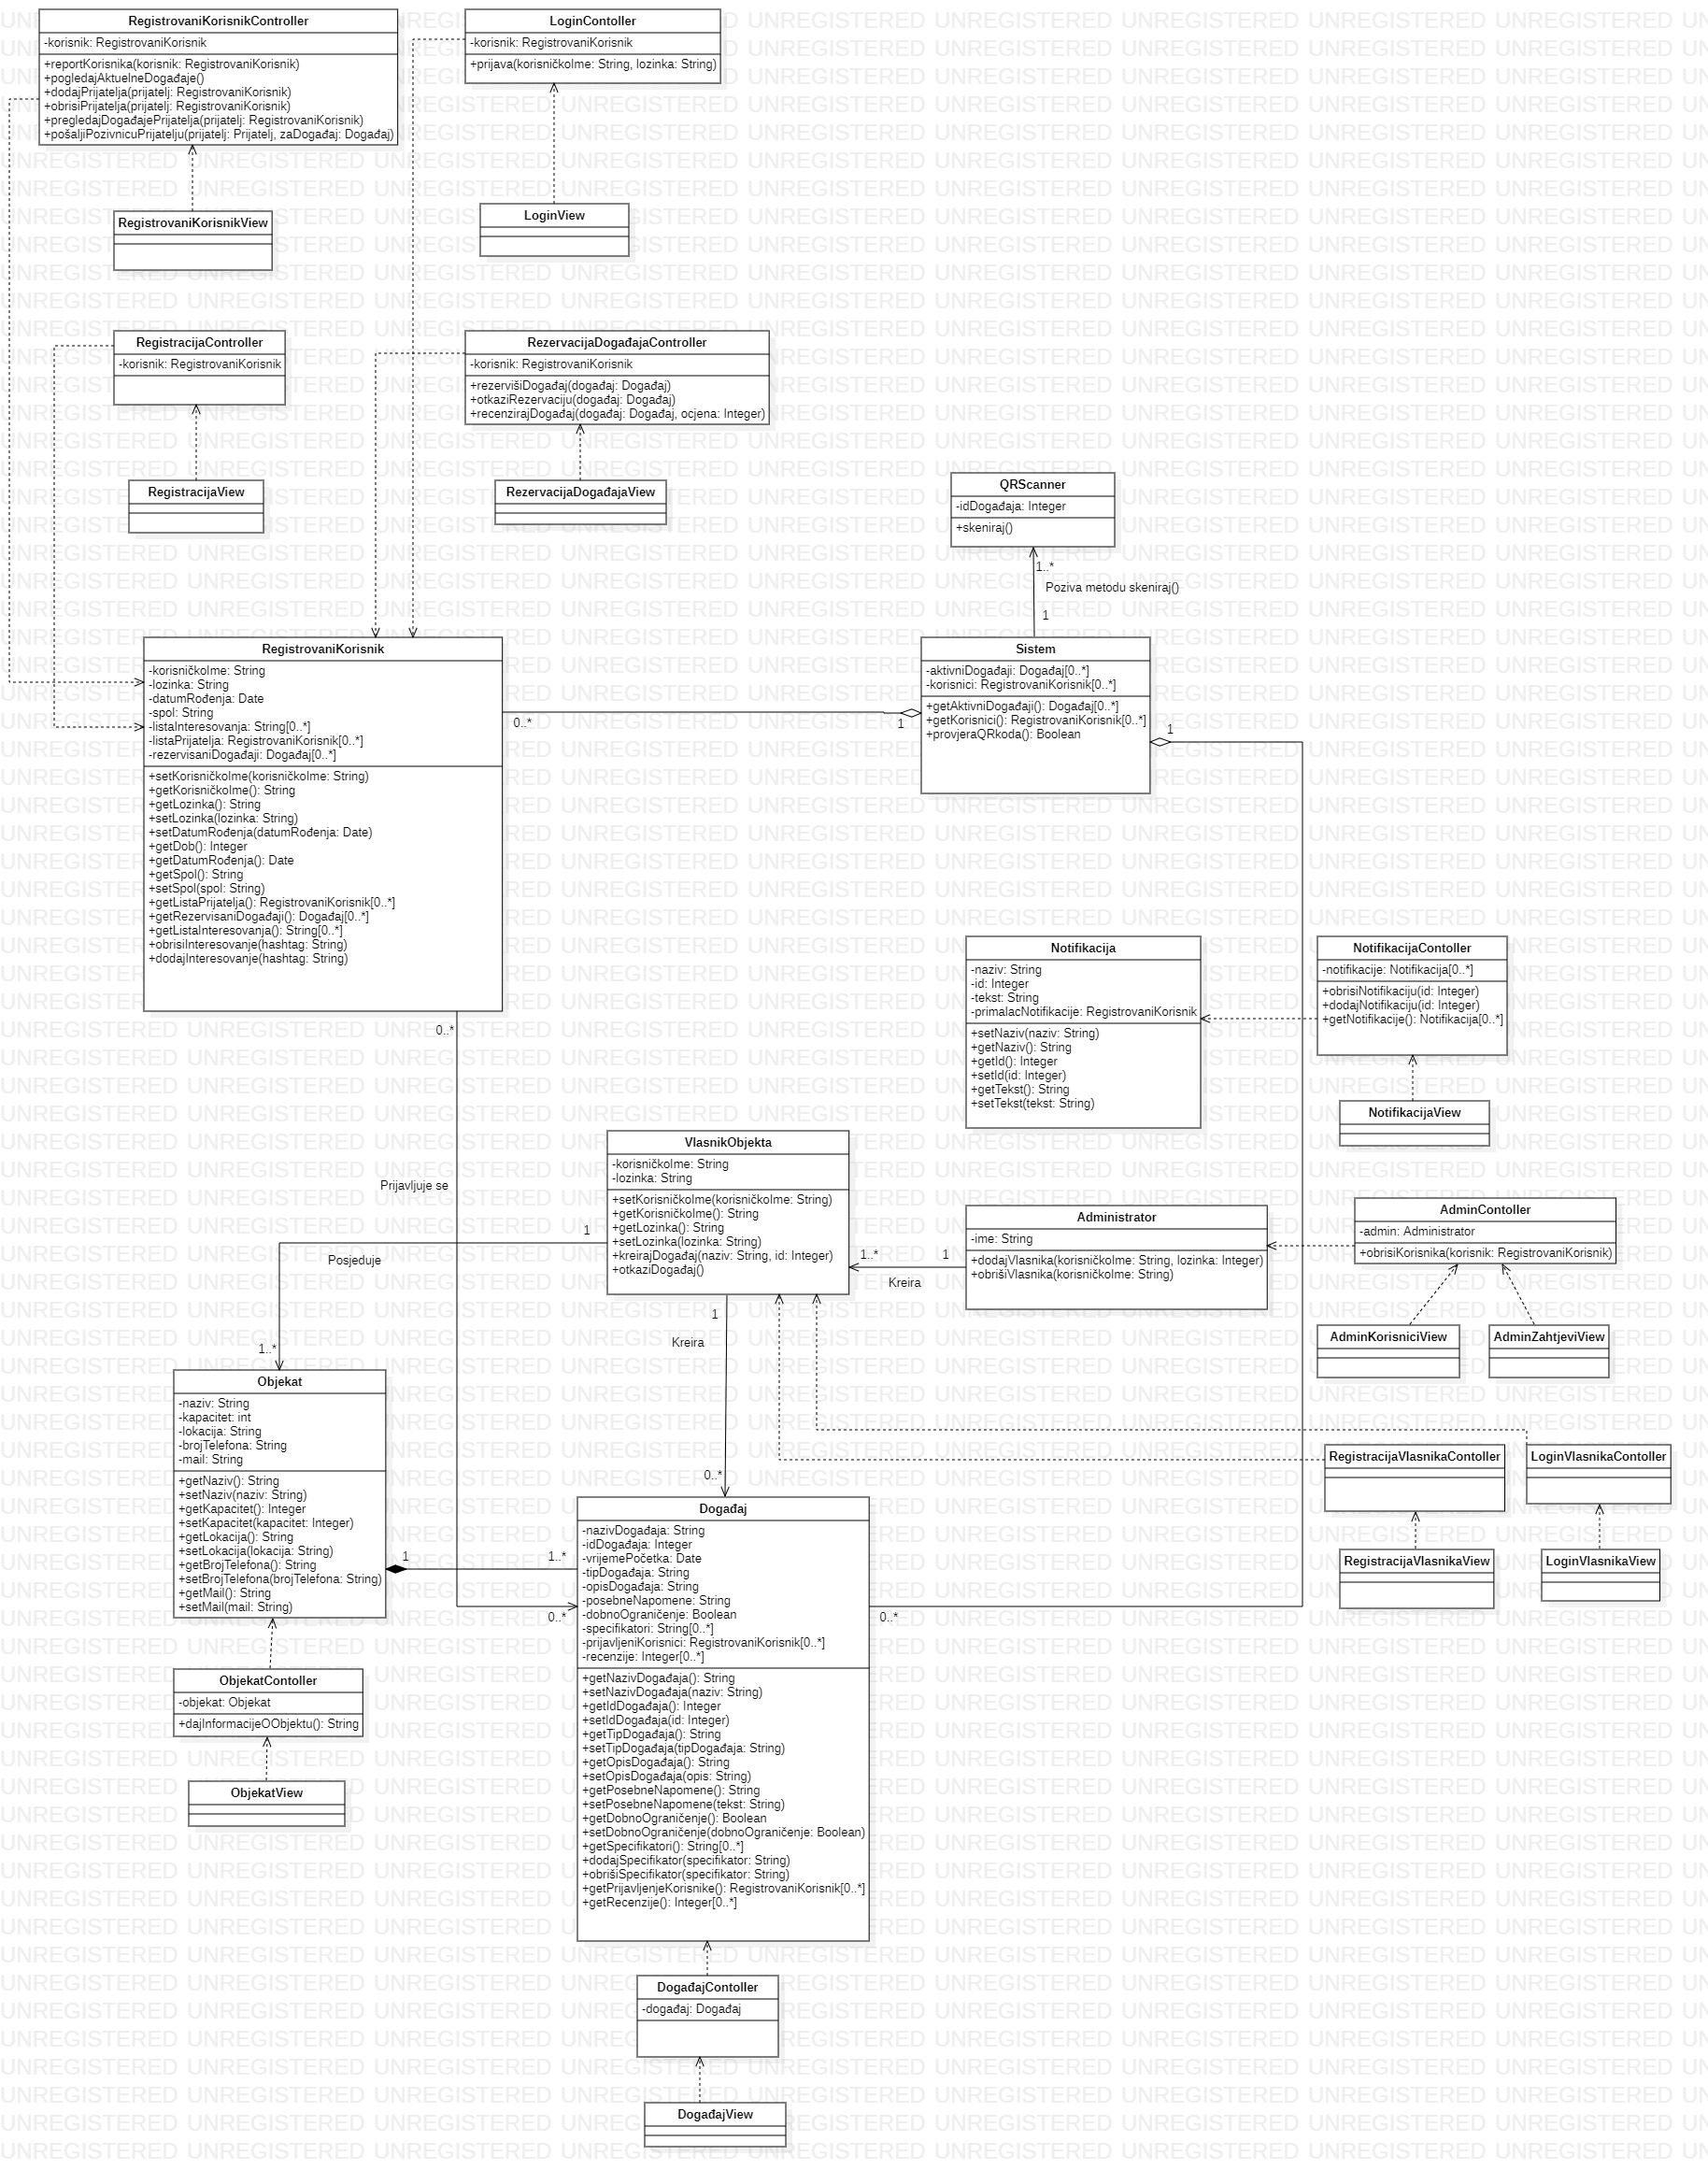 RegistrovaniKorisnikController
-korisnik: RegistrovaniKorisnik
+reportKorisnika(korisnik: RegistrovaniKorisnik)
+pogledajAktuelneDogađaje()
+dodajPrijatelja(prijatelj: RegistrovaniKorisnik)
+obrisiPrijatelja(prijatelj: RegistrovaniKorisnik)
+pregledajDogađajePrijatelja(prijatelj: RegistrovaniKorisnik)
+pošaljiPozivnicuPrijatelju(prijatelj: Prijatelj, zaDogađaj: Događaj)
LoginContoller
-korisnik: RegistrovaniKorisnik
+prijava(korisničkoIme: String, lozinka: String)
RegistrovaniKorisnikView
LoginView
RegistracijaController
-korisnik: RegistrovaniKorisnik
RezervacijaDogađajaController
-korisnik: RegistrovaniKorisnik
+rezervišiDogađaj(događaj: Događaj)
+otkaziRezervaciju(događaj: Događaj)
+recenzirajDogađaj(događaj: Događaj, ocjena: Integer)
RegistracijaView
RezervacijaDogađajaView
QRScanner
-idDogađaja: Integer
+skeniraj()
1..*
Poziva metodu skeniraj()
1
RegistrovaniKorisnik
-korisničkoIme: String
-lozinka: String
-datumRođenja: Date
-spol: String
-listaInteresovanja: String[0..*]
-listaPrijatelja: RegistrovaniKorisnik[0..*]
-rezervisaniDogađaji: Događaj[0..*]
+setKorisničkoIme(korisničkoIme: String)
+getKorisničkoIme(): String
+getLozinka(): String
+setLozinka(lozinka: String)
+setDatumRođenja(datumRođenja: Date)
+getDob(): Integer
+getDatumRođenja(): Date
+getSpol(): String
+setSpol(spol: String)
+getListaPrijatelja(): RegistrovaniKorisnik[0..*]
+getRezervisaniDogađaji(): Događaj[0..*]
+getListaInteresovanja(): String[0..*]
+obrisiInteresovanje(hashtag: String)
+dodajInteresovanje(hashtag: String)
0..*
1
Sistem
-aktivniDogađaji: Događaj[0..*]
-korisnici: RegistrovaniKorisnik[0..*]
+getAktivniDogađaji(): Događaj[0..*]
+getKorisnici(): RegistrovaniKorisnik[0..*]
+provjeraQRkoda(): Boolean
1
Notifikacija
-naziv: String
-id: Integer
-tekst: String
-primalacNotifikacije: RegistrovaniKorisnik
+setNaziv(naziv: String)
+getNaziv(): String
+getId(): Integer
+setId(id: Integer)
+getTekst(): String
+setTekst(tekst: String)
NotifikacijaContoller
-notifikacije: Notifikacija[0..*]
+obrisiNotifikaciju(id: Integer)
+dodajNotifikaciju(id: Integer)
+getNotifikacije(): Notifikacija[0..*]
NotifikacijaView
0..*
Prijavljuje se
VlasnikObjekta
-korisničkoIme: String
-lozinka: String
+setKorisničkoIme(korisničkoIme: String)
+getKorisničkoIme(): String
+getLozinka(): String
+setLozinka(lozinka: String)
+kreirajDogađaj(naziv: String, id: Integer)
+otkaziDogađaj()
1
Posjeduje
1..*
1..*
1
Kreira
Administrator
-ime: String
+dodajVlasnika(korisničkoIme: String, lozinka: Integer)
+obrišiVlasnika(korisničkoIme: String)
AdminContoller
-admin: Administrator
+obrisiKorisnika(korisnik: RegistrovaniKorisnik)
AdminKorisniciView
AdminZahtjeviView
1
Kreira
0..*
Objekat
-naziv: String
-kapacitet: int
-lokacija: String
-brojTelefona: String
-mail: String
+getNaziv(): String
+setNaziv(naziv: String)
+getKapacitet(): Integer
+setKapacitet(kapacitet: Integer)
+getLokacija(): String
+setLokacija(lokacija: String)
+getBrojTelefona(): String
+setBrojTelefona(brojTelefona: String)
+getMail(): String
+setMail(mail: String)
1
1..*
0..*
RegistracijaVlasnikaContoller
LoginVlasnikaContoller
RegistracijaVlasnikaView
LoginVlasnikaView
Događaj
-nazivDogađaja: String
-idDogađaja: Integer
-vrijemePočetka: Date
-tipDogađaja: String
-opisDogađaja: String
-posebneNapomene: String
-dobnoOgraničenje: Boolean
-specifikatori: String[0..*]
-prijavljeniKorisnici: RegistrovaniKorisnik[0..*]
-recenzije: Integer[0..*]
+getNazivDogađaja(): String
+setNazivDogađaja(naziv: String)
+getIdDogađaja(): Integer
+setIdDogađaja(id: Integer)
+getTipDogađaja(): String
+setTipDogađaja(tipDogađaja: String)
+getOpisDogađaja(): String
+setOpisDogađaja(opis: String)
+getPosebneNapomene(): String
+setPosebneNapomene(tekst: String)
+getDobnoOgraničenje(): Boolean
+setDobnoOgraničenje(dobnoOgraničenje: Boolean)
+getSpecifikatori(): String[0..*]
+dodajSpecifikator(specifikator: String)
+obrišiSpecifikator(specifikator: String)
+getPrijavljenjeKorisnike(): RegistrovaniKorisnik[0..*]
+getRecenzije(): Integer[0..*]
0..*
ObjekatContoller
-objekat: Objekat
+dajInformacijeOObjektu(): String
ObjekatView
DogađajContoller
-događaj: Događaj
DogađajView